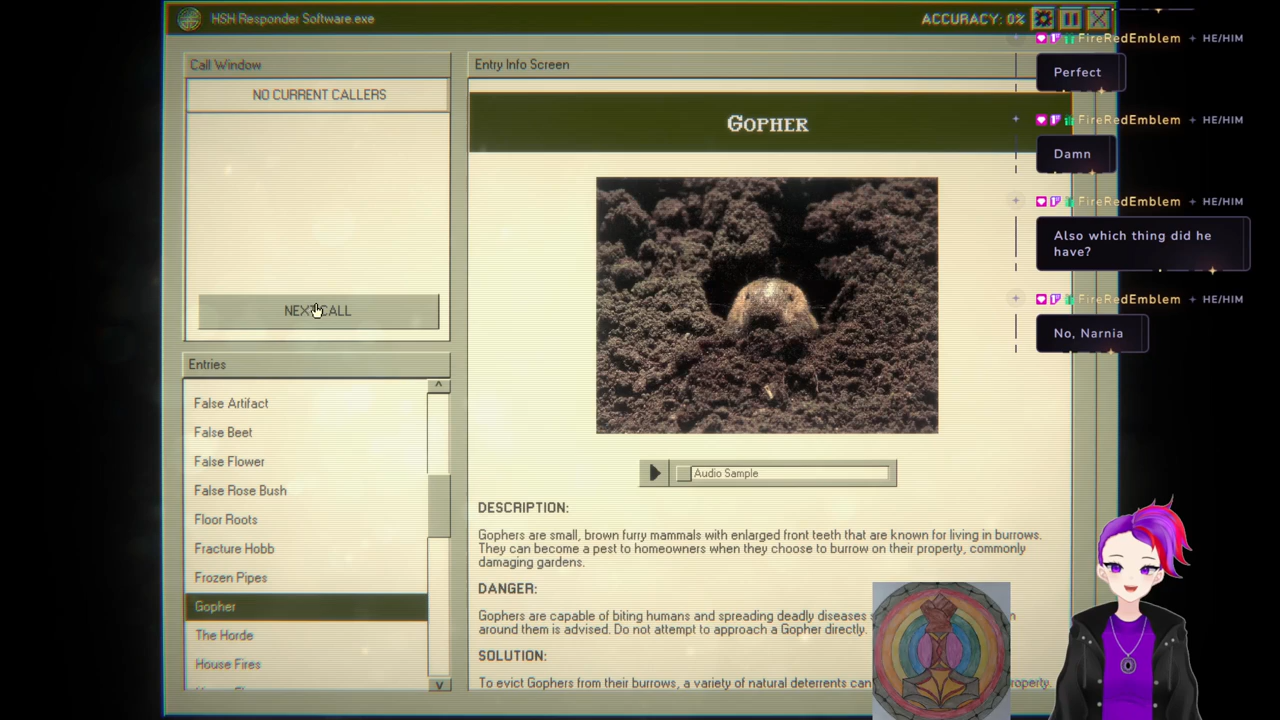 HSH Responder Software.exe
ACCURACY: 0%
Call Window
NO CURRENT CALLERS
NEXT CALL
Entries
False Artifact
False Beet
False Flower
False Rose Bush
Floor Roots
Fracture Hobb
Frozen Pipes
Gopher
The Horde
House Fires
Entry Info Screen
Gopher
Audio Sample
DESCRIPTION:
Gophers are small, brown furry mammals with enlarged front teeth that are known for living in burrows.
They can become a pest to homeowners when they choose to burrow on their property, commonly
damaging gardens.
DANGER:
Gophers are capable of biting humans and spreading deadly diseases
around them is advised. Do not attempt to approach a Gopher directly.
SOLUTION:
To evict Gophers from their burrows, a variety of natural deterrents can property.
FireRedEmblem HE/HIM
Perfect
FireRedEmblem HE/HIM
Damn
FireRedEmblem HE/HIM
Also which thing did he
have?
FireRedEmblem HE/HIM
No, Narnia